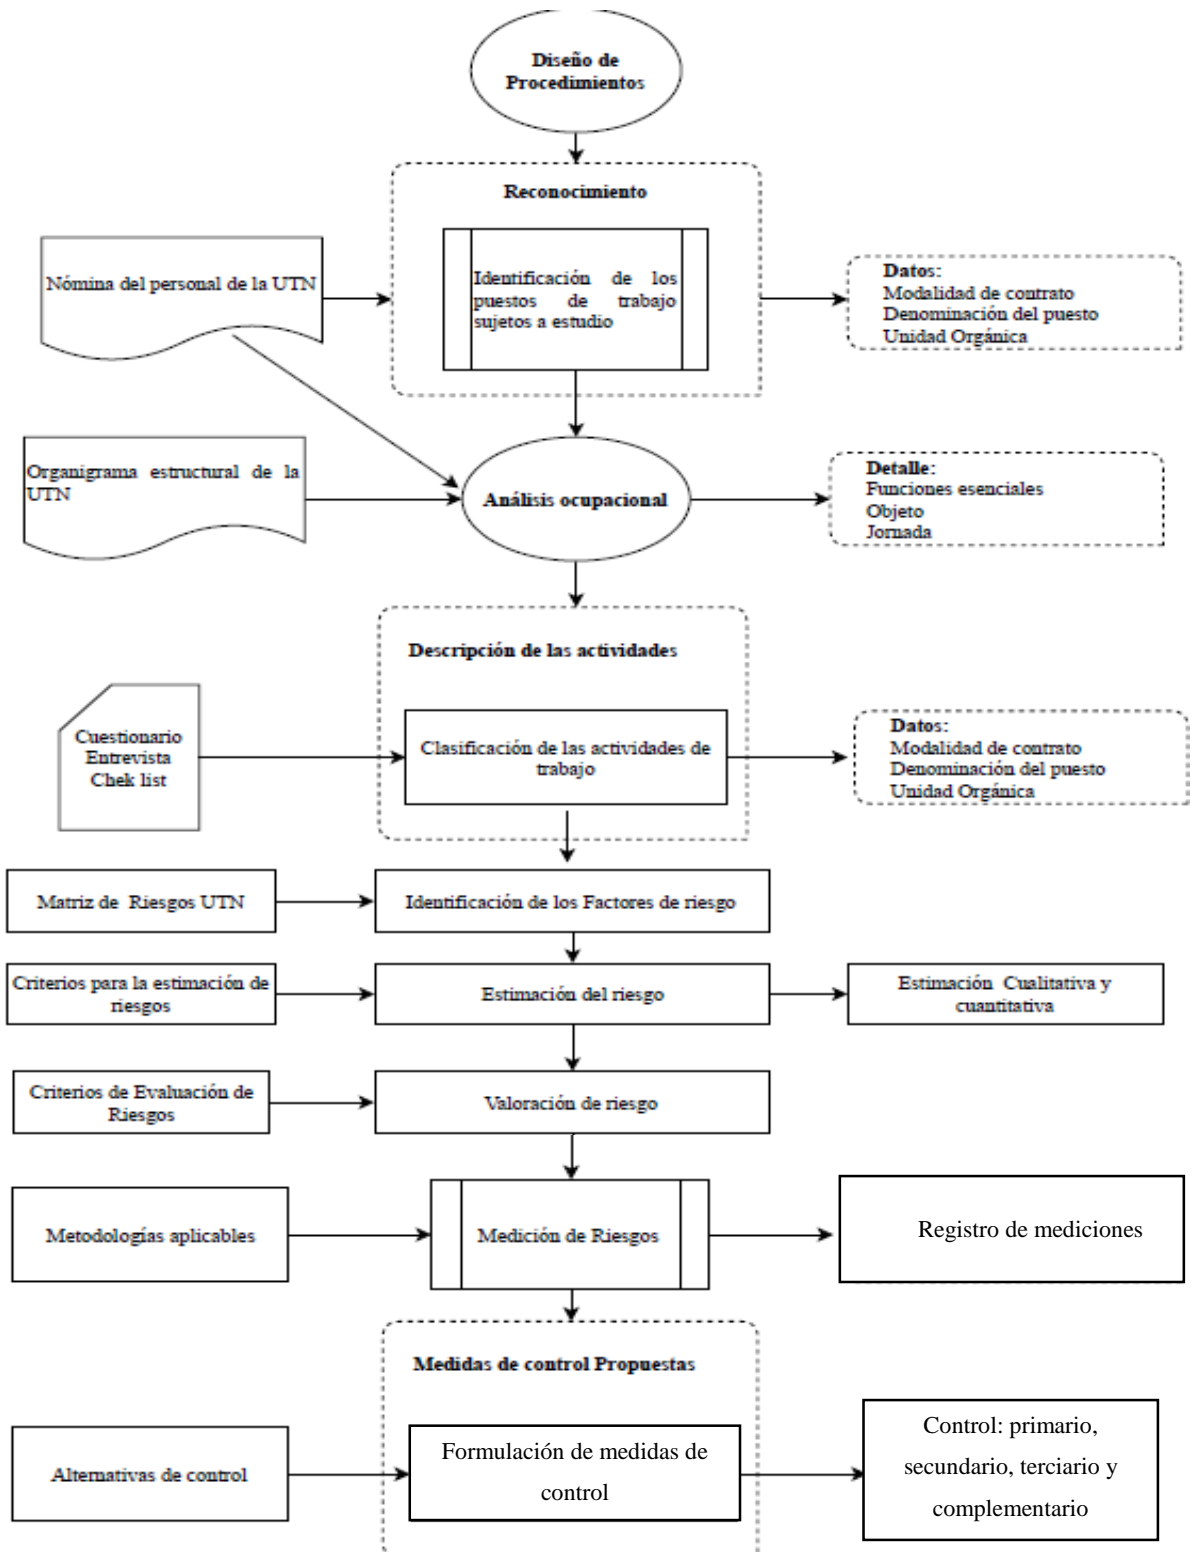 Diseño de
Procedimientos
Reconocimiento
Nómina del personal de la UTN
Identificación de los
puestos de trabajo
sujetos a estudio
Datos:
Modalidad de contrato
Denominación del puesto
Unidad Orgánica
Organigrama estructural de la
UTN
Análisis ocupacional
Detalle:
Funciones esenciales
Objeto
Jornada
Descripción de las actividades
Cuestionario
Entrevista
Chek list
Clasificación de las actividades de
trabajo
Datos:
Modalidad de contrato
Denominación del puesto
Unidad Orgánica
Matriz de Riesgos UTN
Identificación de los Factores de riesgo
Criterios para la estimación de
riesgos
Estimación del riesgo
Estimación Cualitativa y
cuantitativa
Criterios de Evaluación de
Riesgos
Valoración de riesgo
Metodologías aplicables
Medición de Riesgos
Registro de mediciones
Medidas de control Propuestas
Alternativas de control
Formulación de medidas de
control
Control: primario,
secundario, terciario y
complementario